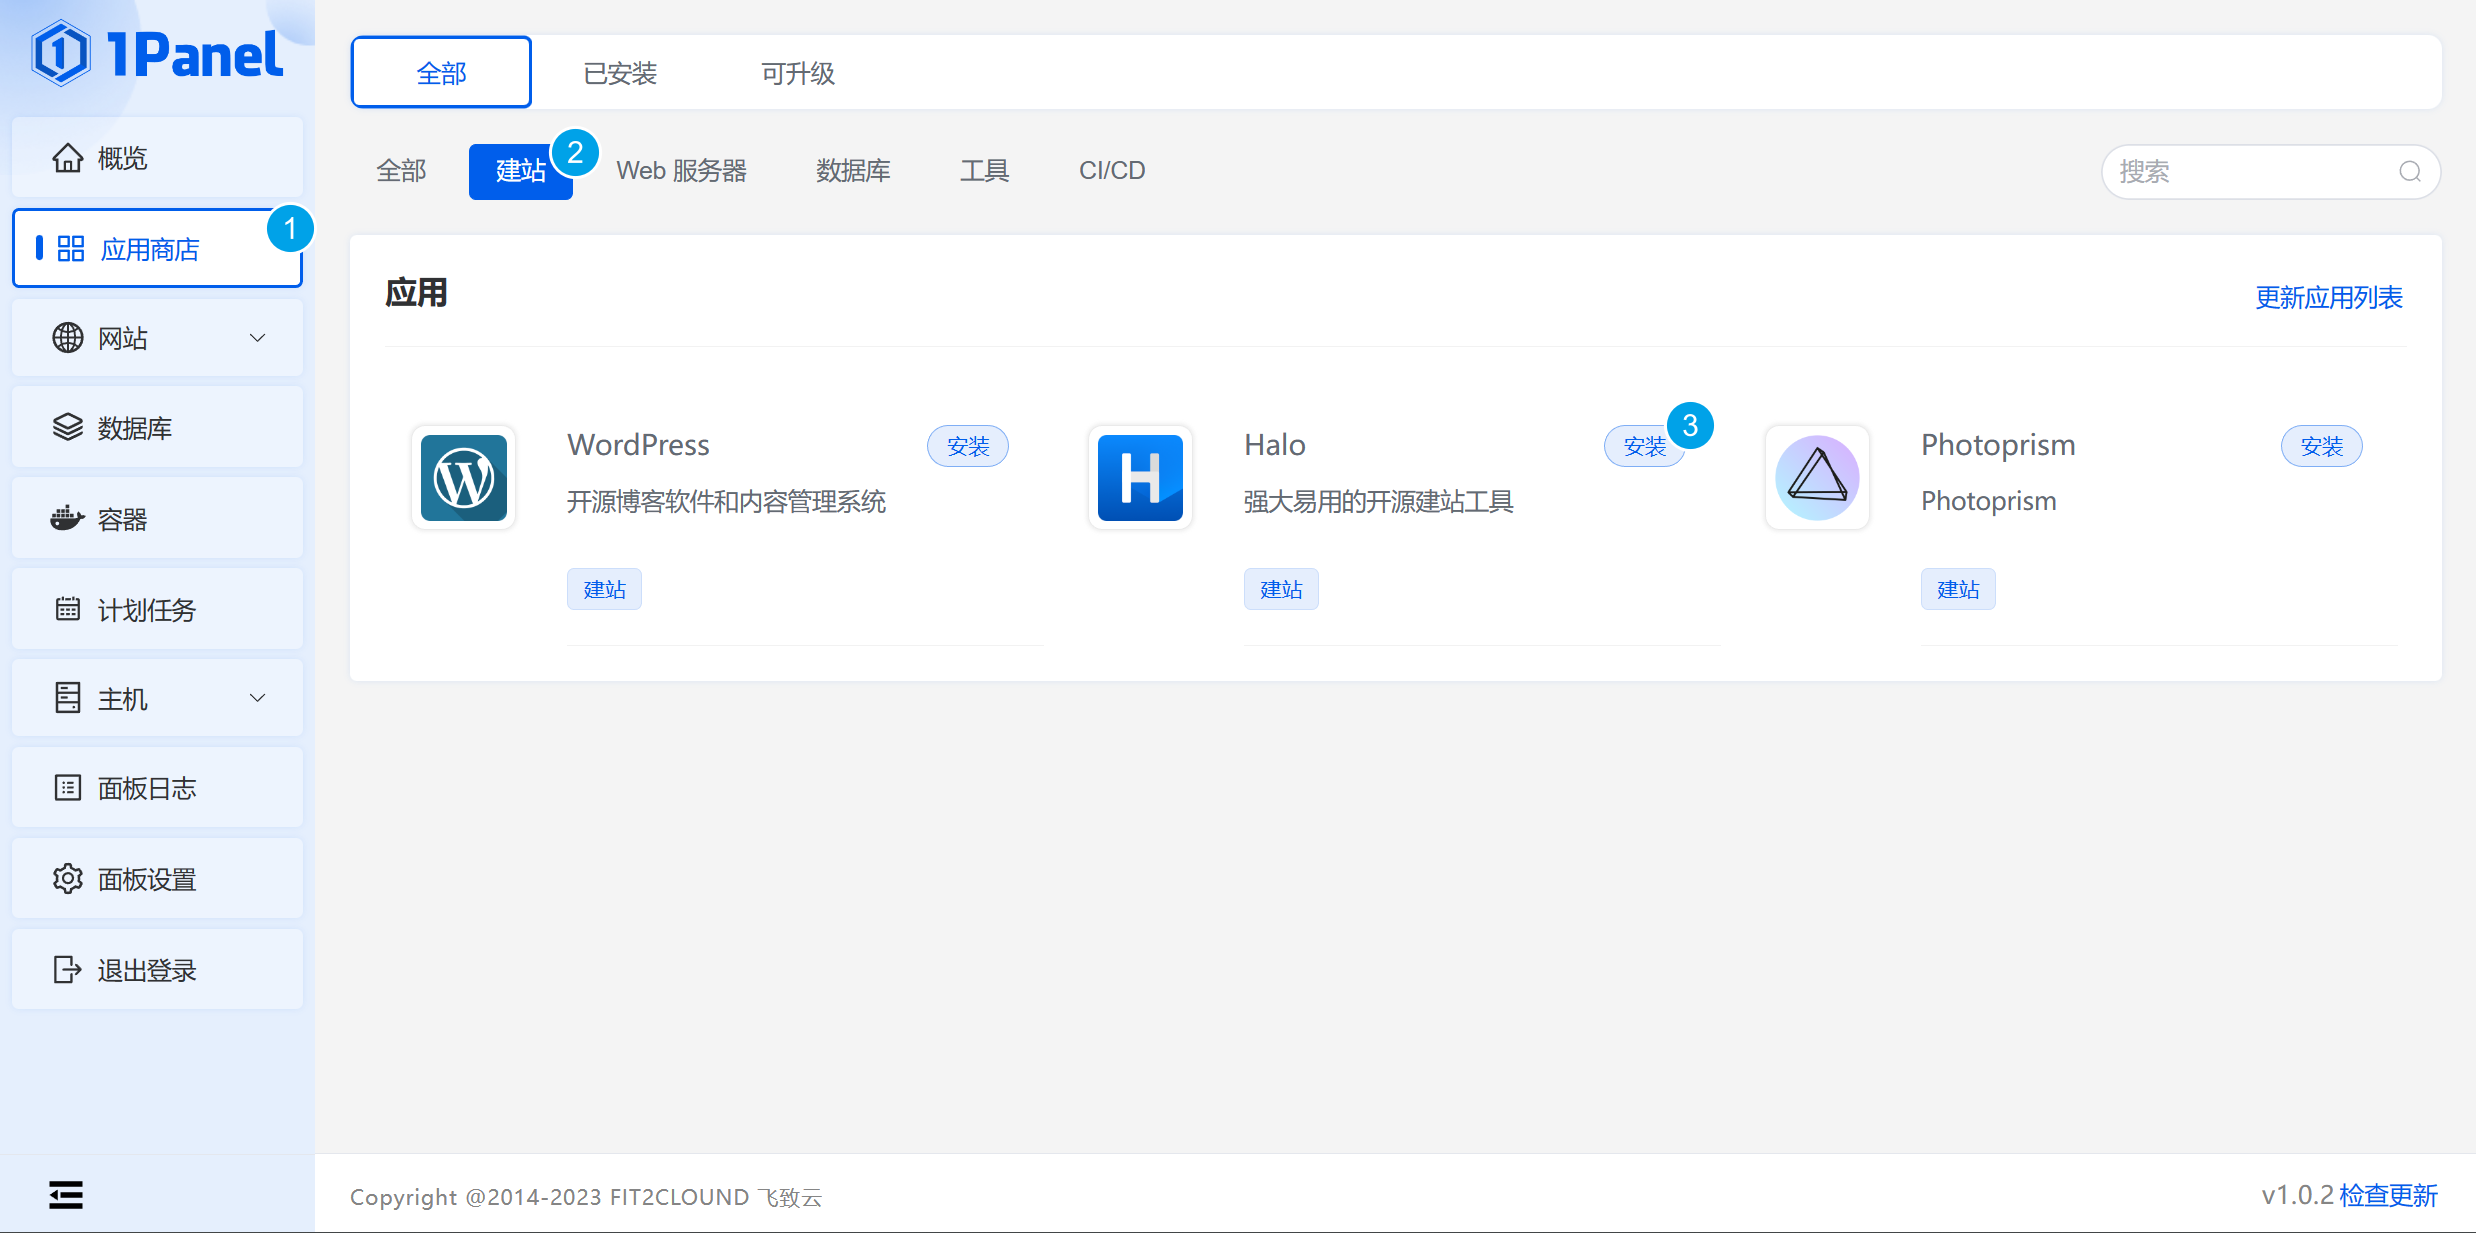 1Panel
概览
应用商店
1
网站
数据库
容器
计划任务
主机
面板日志
面板设置
退出登录
全部
已安装
可升级
全部
建站
2
Web 服务器
数据库
工具
CI/CD
搜索
应用
更新应用列表
WordPress
安装
开源博客软件和内容管理系统
建站
Halo
安装
3
强大易用的开源建站工具
建站
Photoprism
安装
Photoprism
建站
Copyright @2014-2023 FIT2CLOUND 飞致云
v1.0.2 检查更新